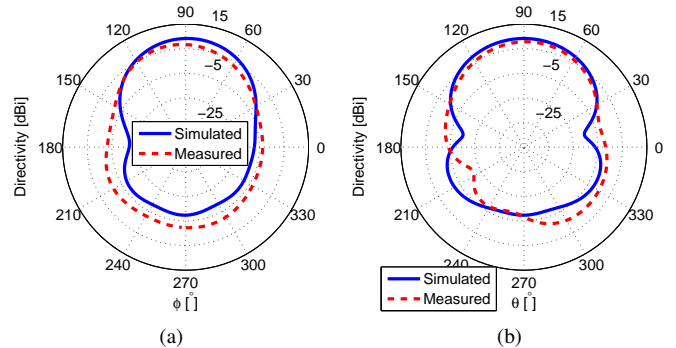 90 15
120 60
−5
150 30
−25
Directivity [dBi]
Simulated
Measured
180 0
210 330
240 300
270
ϕ [°]
(a)
90 15
120 60
−5
150 30
−25
Directivity [dBi]
180 0
210 330
240 300
270
Simulated
Measured
θ [°]
(b)